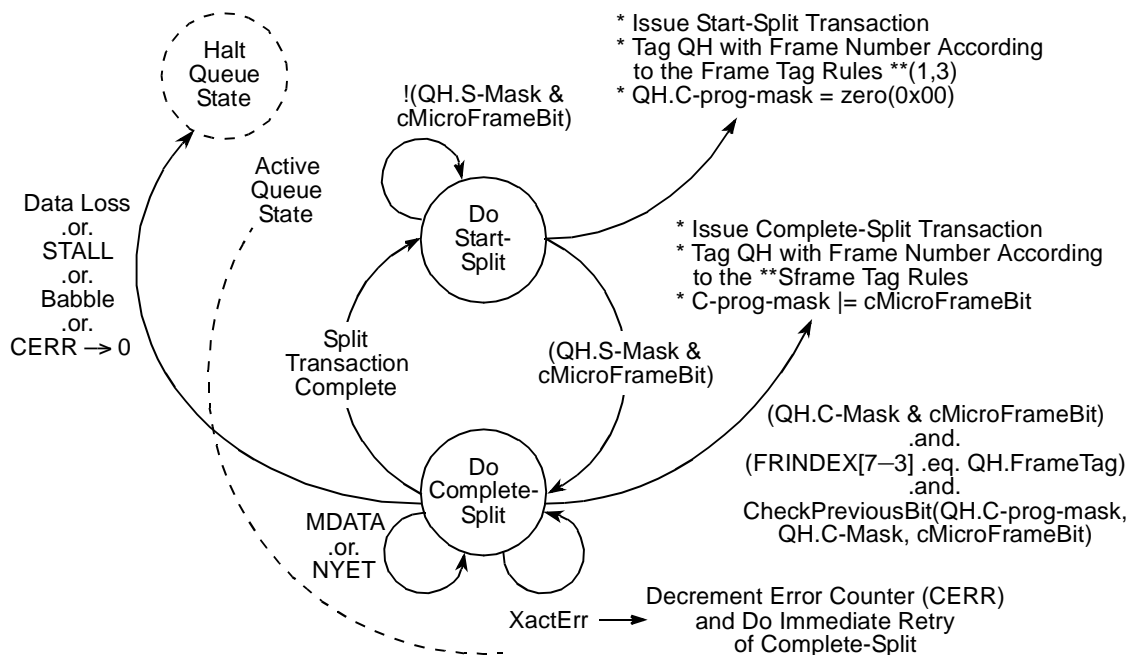 Halt
Queue
State
* Issue Start-Split Transaction
* Tag QH with Frame Number According
to the Frame Tag Rules **(1,3)
* QH.C-prog-mask = zero(0x00)
!(QH.S-Mask &
cMicroFrameBit)
Active
Queue
State
Data Loss
.or.
STALL
.or.
Babble
.or.
CERR → 0
Do
Start-
Split
* Issue Complete-Split Transaction
* Tag QH with Frame Number According
to the **Sframe Tag Rules
* C-prog-mask |= cMicroFrameBit
Split
Transaction
Complete
(QH.S-Mask &
cMicroFrameBit)
(QH.C-Mask & cMicroFrameBit)
.and.
(FRINDEX[7–3] .eq. QH.FrameTag)
.and.
CheckPreviousBit(QH.C-prog-mask,
QH.C-Mask, cMicroFrameBit)
Do
Complete-
Split
MDATA
.or.
NYET
XactErr → Decrement Error Counter (CERR)
and Do Immediate Retry
of Complete-Split